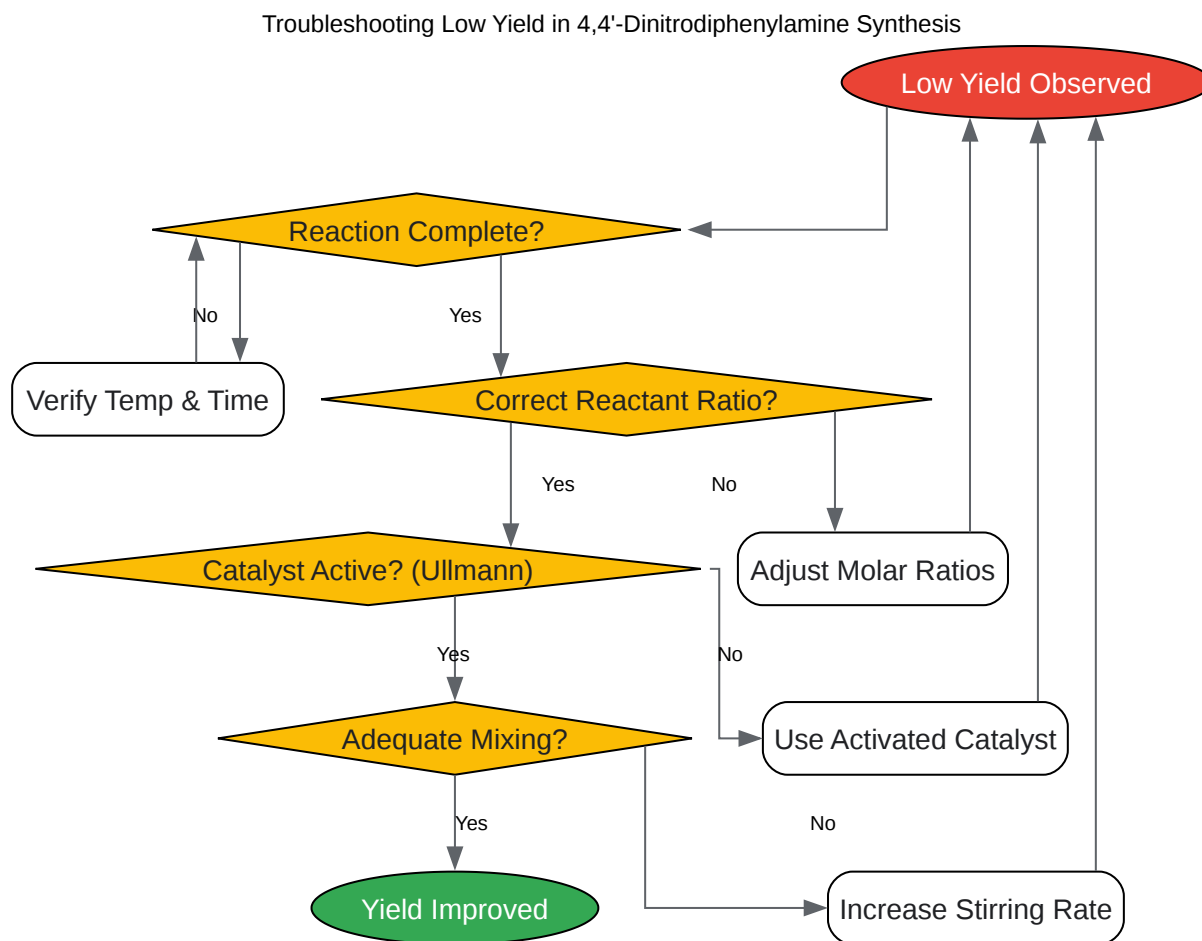 Troubleshooting Low Yield in 4,4'-Dinitrodiphenylamine Synthesis
Low Yield Observed
Reaction Complete?
No
Yes
Verify Temp & Time
Correct Reactant Ratio?
Yes
No
Catalyst Active? (Ullmann)
Adjust Molar Ratios
Yes
No
Adequate Mixing?
Use Activated Catalyst
Yes
No
Yield Improved
Increase Stirring Rate